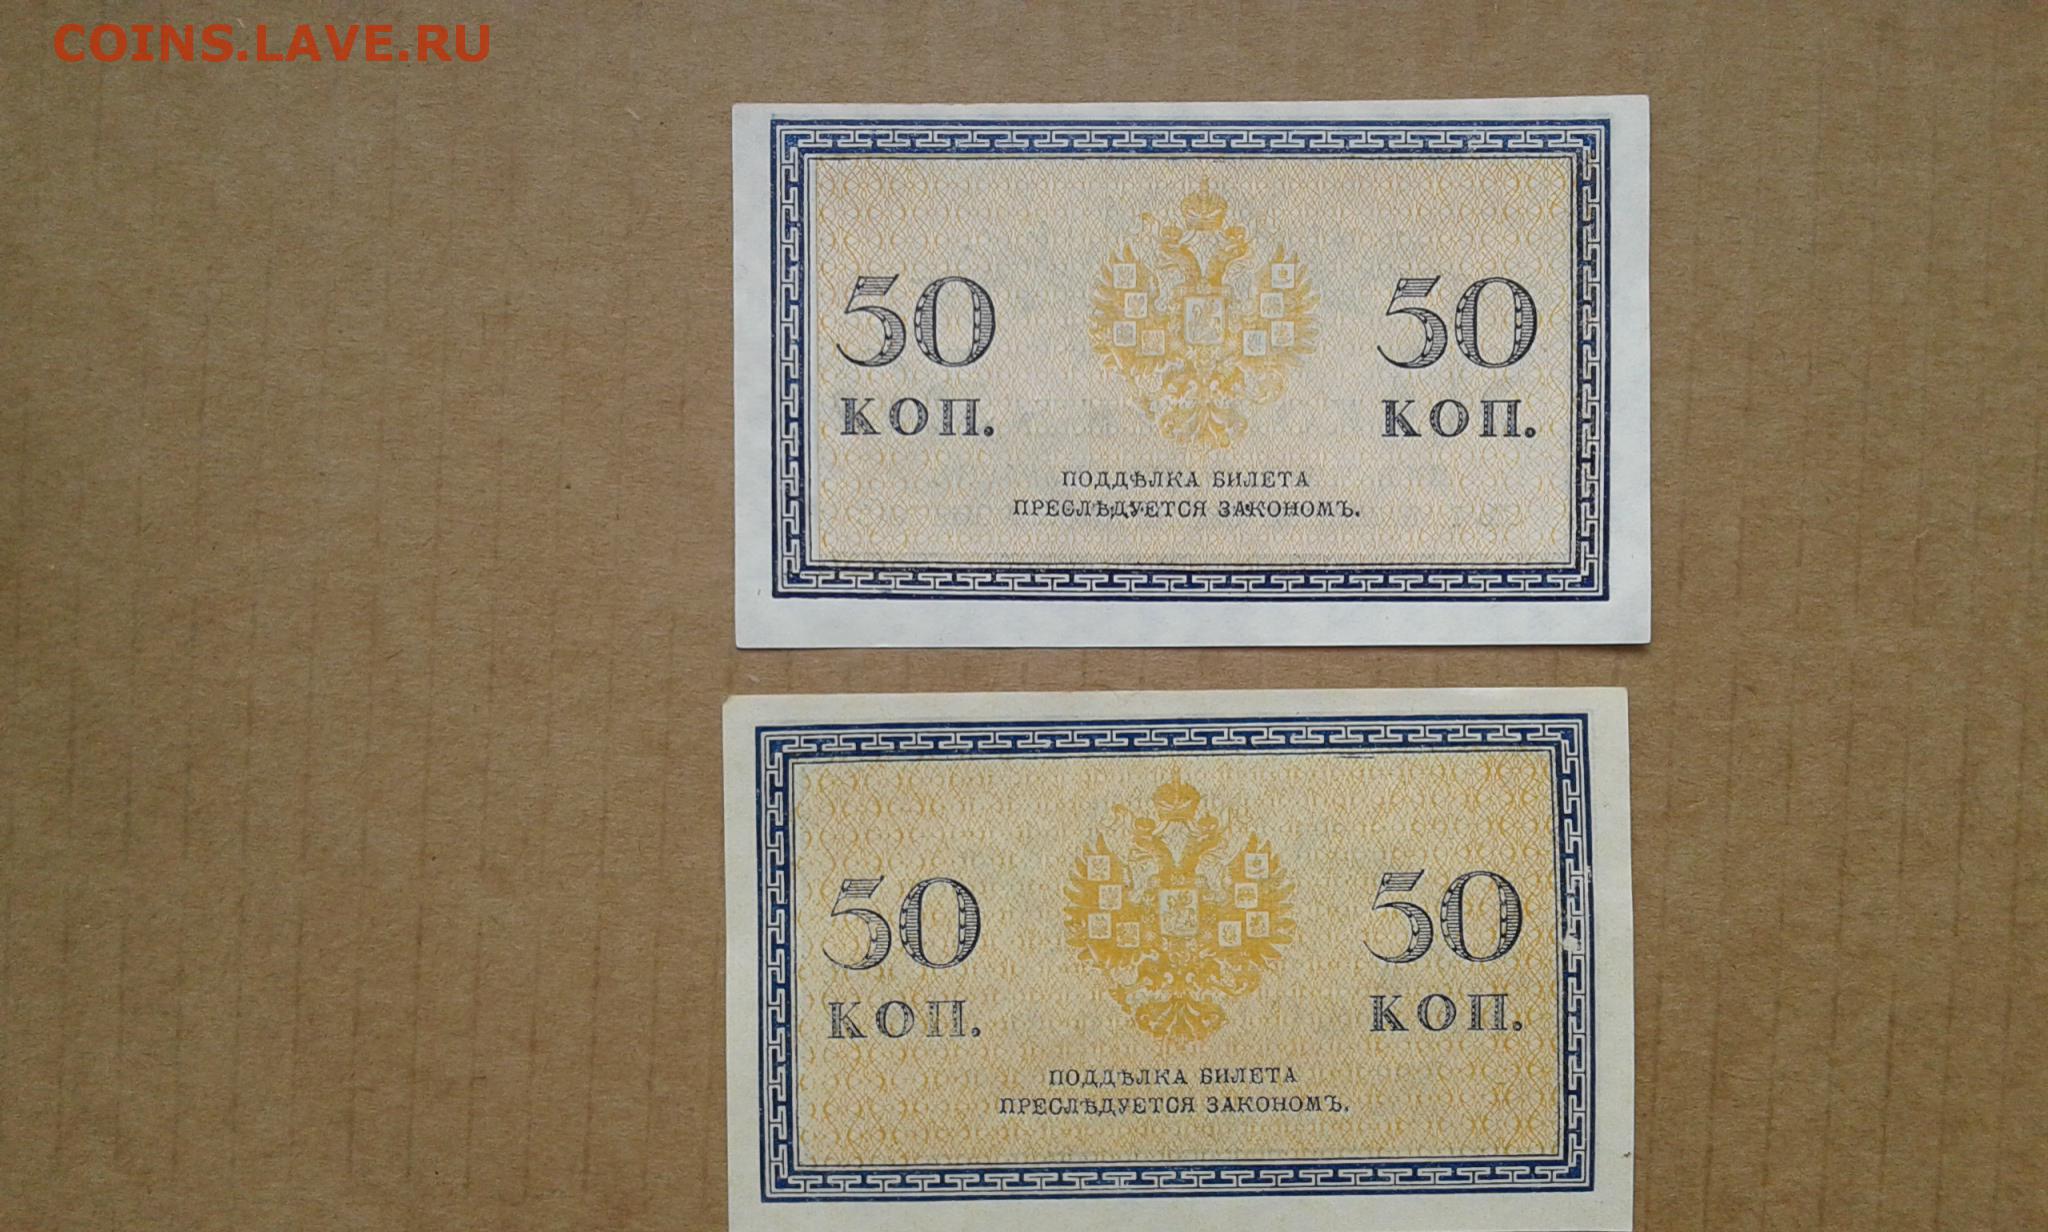 COINS.LAVE.RU
50 50
КОП. КОП.
ПОДДѢЛКА БИЛЕТА
ПРЕСЛѢДУЕТСЯ ЗАКОНОМЪ.
50 50
КОП. КОП.
ПОДДѢЛКА БИЛЕТА
ПРЕСЛѢДУЕТСЯ ЗАКОНОМЪ.